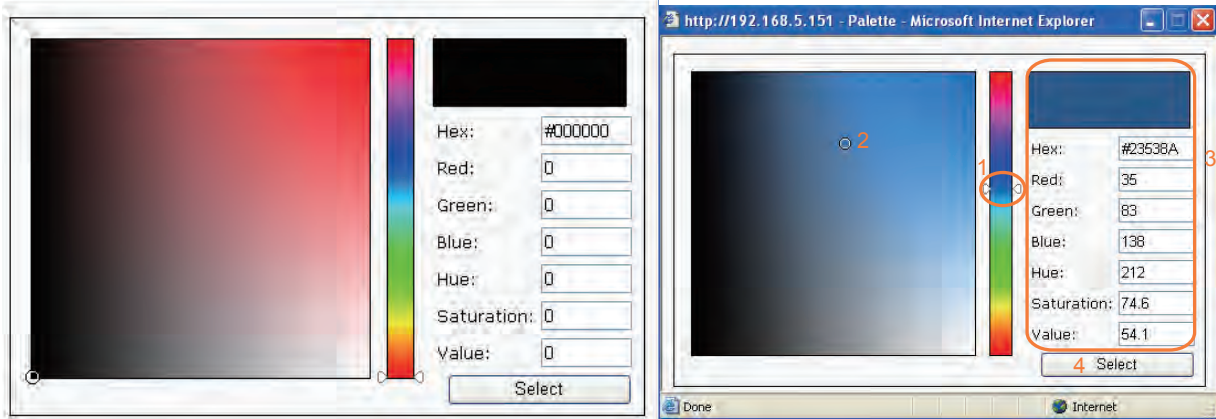 Hex: #000000
Red: 0
Green: 0
Blue: 0
Hue: 0
Saturation: 0
Value: 0
Select
http://192.168.5.151 - Palette - Microsoft Internet Explorer
1
2
3
Hex: #23538A
Red: 35
Green: 83
Blue: 138
Hue: 212
Saturation: 74.6
Value: 54.1
4 Select
Done
Internet